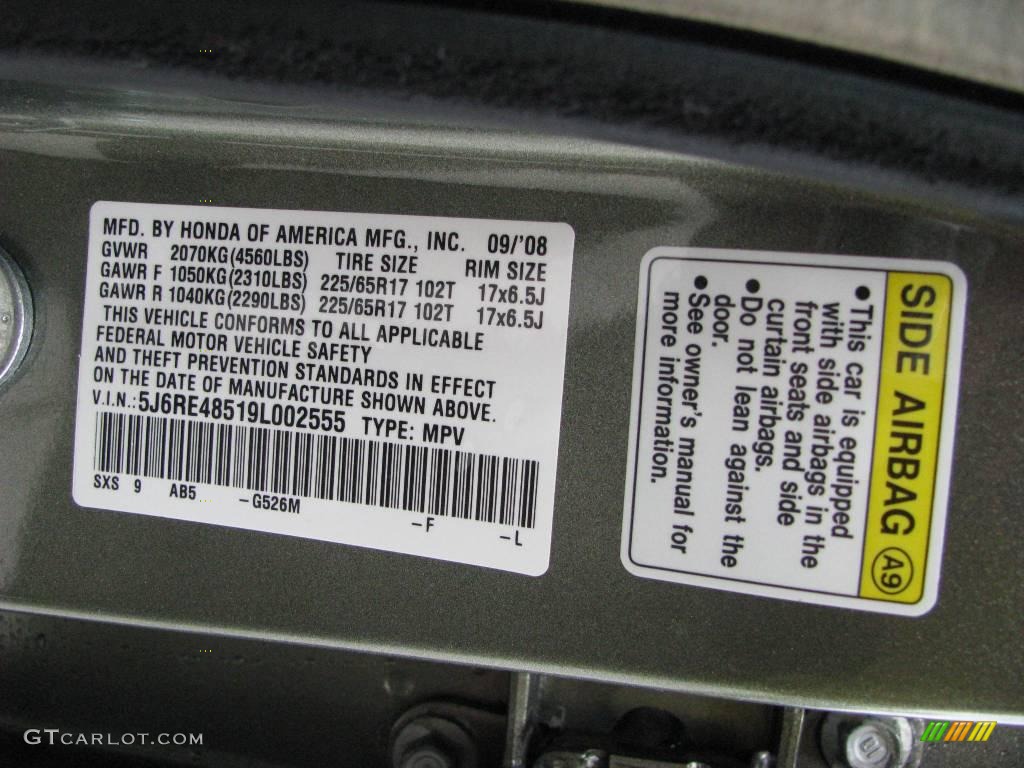 MFD. BY HONDA OF AMERICA MFG., INC. 09/'08
GVWR 2070KG(4560LBS) TIRE SIZE RIM SIZE
GAWR F 1050KG(2310LBS) 225/65R17 102T 17x6.5J
GAWR R 1040KG(2290LBS) 225/65R17 102T 17x6.5J
THIS VEHICLE CONFORMS TO ALL APPLICABLE
FEDERAL MOTOR VEHICLE SAFETY
AND THEFT PREVENTION STANDARDS IN EFFECT
ON THE DATE OF MANUFACTURE SHOWN ABOVE.
V.I.N.: 5J6RE48519L002555 TYPE: MPV
SXS 9 AB5 -G526M -F -L
SIDE AIRBAG A9
•This car is equipped
with side airbags in the
front seats and side
curtain airbags.
•Do not lean against the
door.
•See owner's manual for
more information.
GTCARLOT.COM